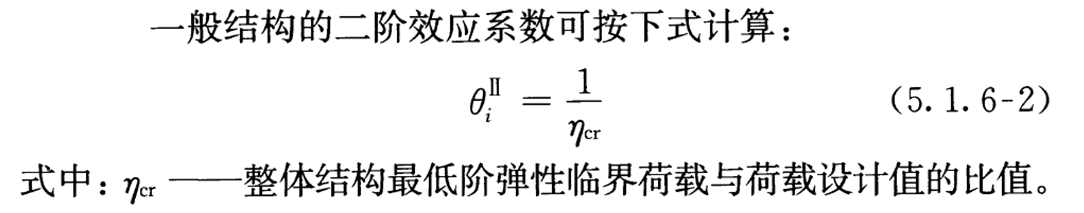 一般结构的二阶效应系数可按下式计算：
θ_i^Ⅱ = 1/η_cr (5.1.6-2)
式中：η_cr ——整体结构最低阶弹性临界荷载与荷载设计值的比值。